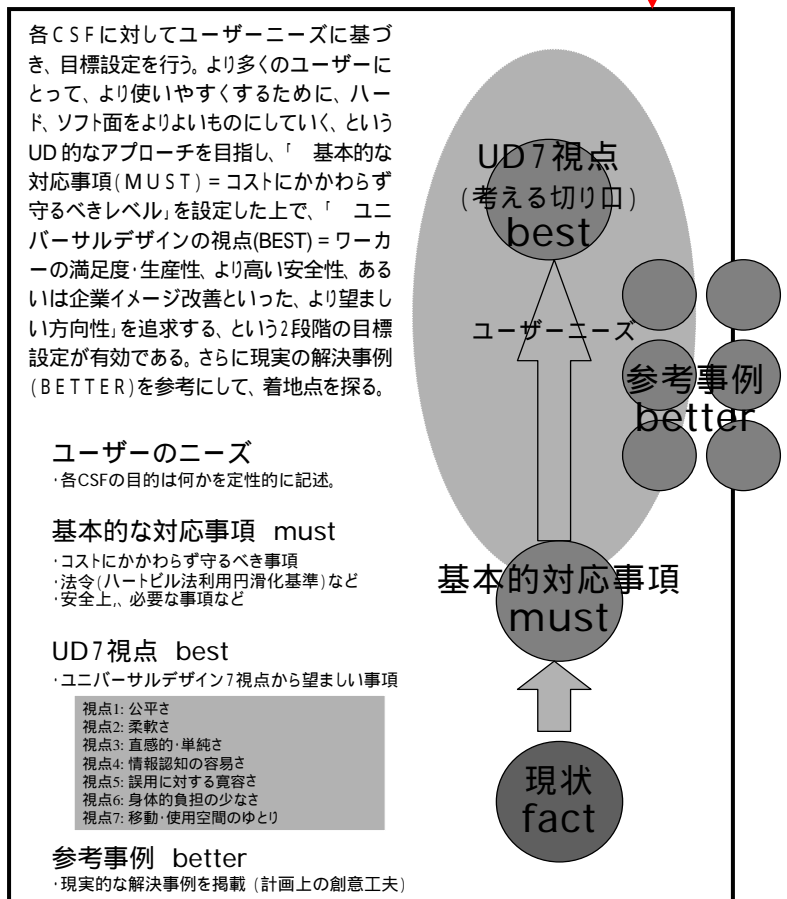 各CSFに対してユーザーニーズに基づ
き、目標設定を行う。より多くのユーザーに
とって、より使いやすくするために、ハー
ド、ソフト面をよりよいものにしていく、という
UD的なアプローチを目指し、「　基本的な
対応事項(MUST)=コストにかかわらず
守るべきレベル」を設定した上で、「　ユニ
バーサルデザインの視点(BEST)=ワーカ
ーの満足度・生産性、より高い安全性、ある
いは企業イメージ改善といった、より望まし
い方向性」を追求する、という2段階の目標
設定が有効である。さらに現実の解決事例
(BETTER)を参考にして、着地点を探る。
ユーザーのニーズ
・各CSFの目的は何かを定性的に記述。
基本的な対応事項 must
・コストにかかわらず守るべき事項
・法令(ハートビル法利用円滑化基準)など
・安全上,、必要な事項など
UD7視点 best
・ユニバーサルデザイン7視点から望ましい事項
視点1: 公平さ
視点2: 柔軟さ
視点3: 直感的・単純さ
視点4: 情報認知の容易さ
視点5: 誤用に対する寛容さ
視点6: 身体的負担の少なさ
視点7: 移動・使用空間のゆとり
参考事例 better
・現実的な解決事例を掲載(計画上の創意工夫)
UD7視点
(考える切り口)
best
ユーザーニーズ
参考事例
better
基本的対応事項
must
現状
fact